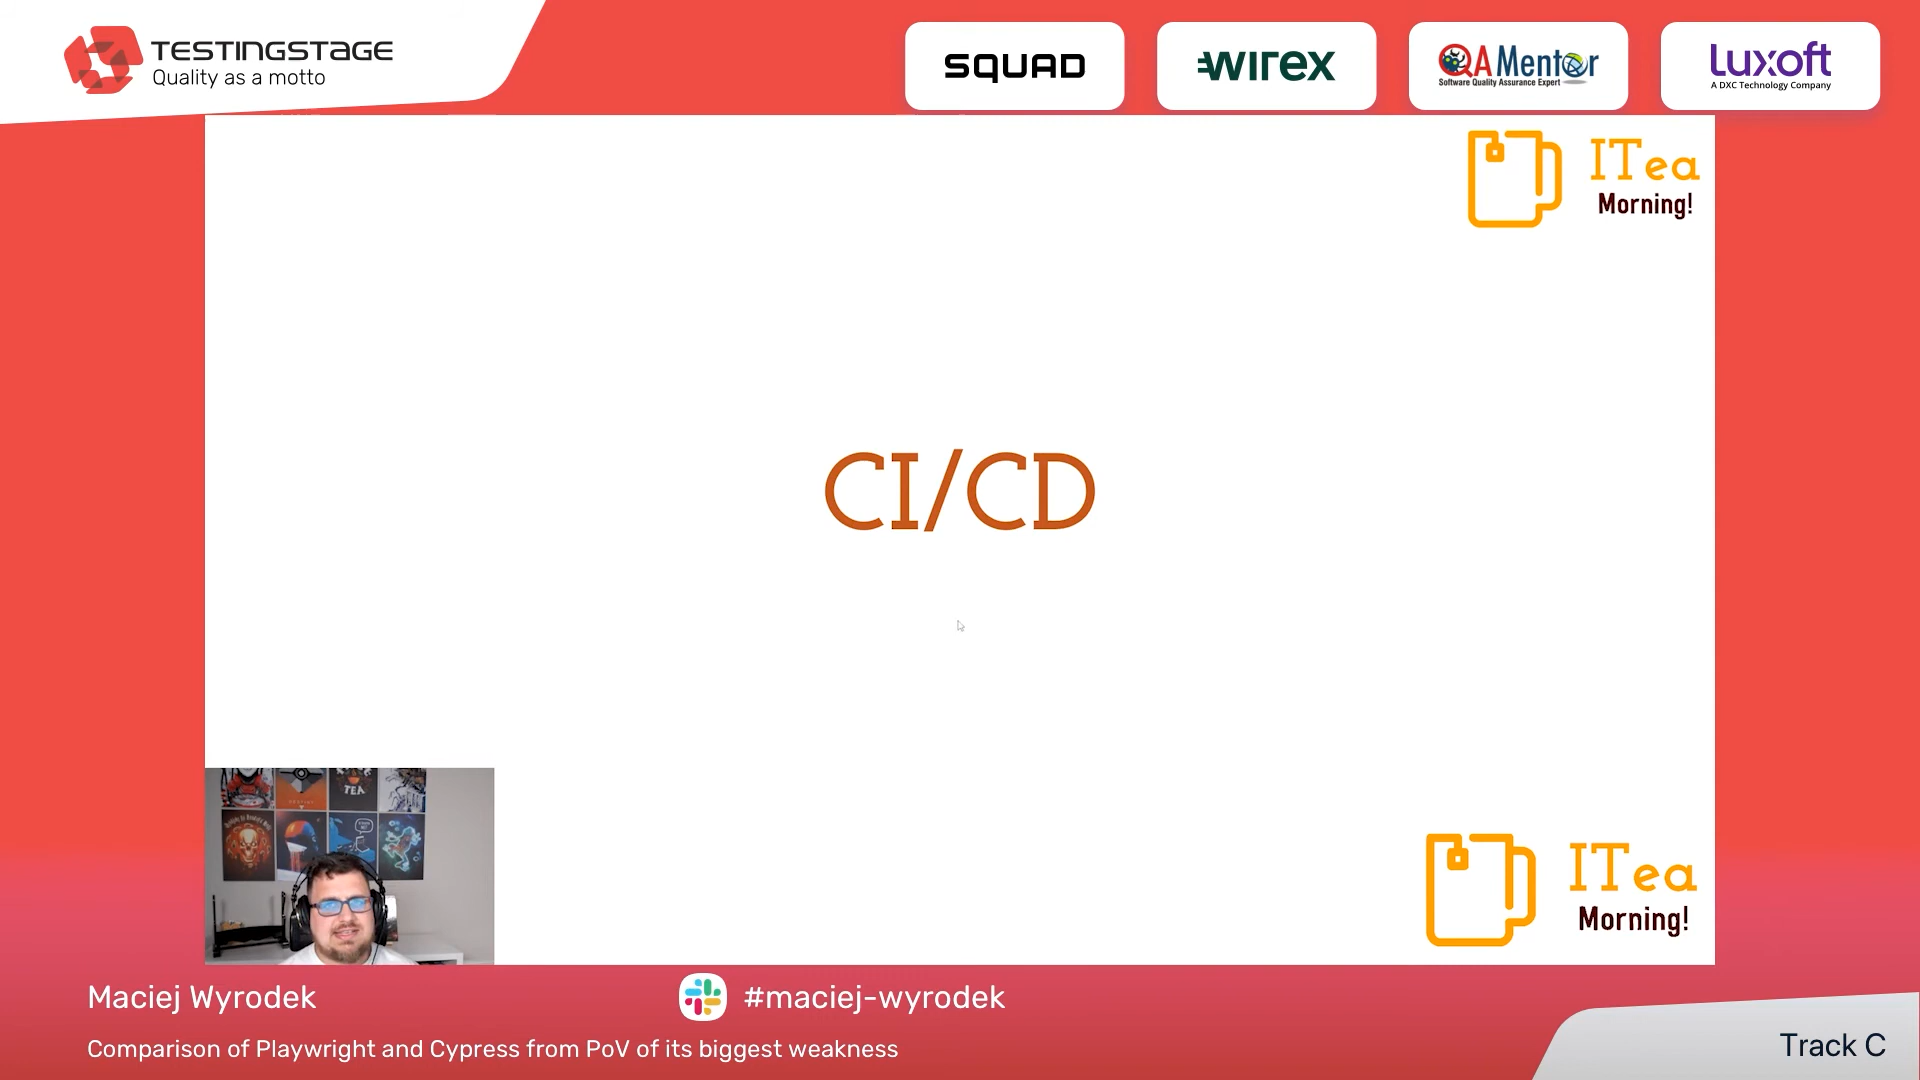 TESTINGSTAGE
Quality as a motto
SQUAD
WIREX
QA Mentor
Software Quality Assurance Expert
Luxoft
A DXC Technology Company
ITea
Morning!
CI/CD
TEA
ITea
Morning!
Maciej Wyrodek
#maciej-wyrodek
Comparison of Playwright and Cypress from PoV of its biggest weakness
Track C